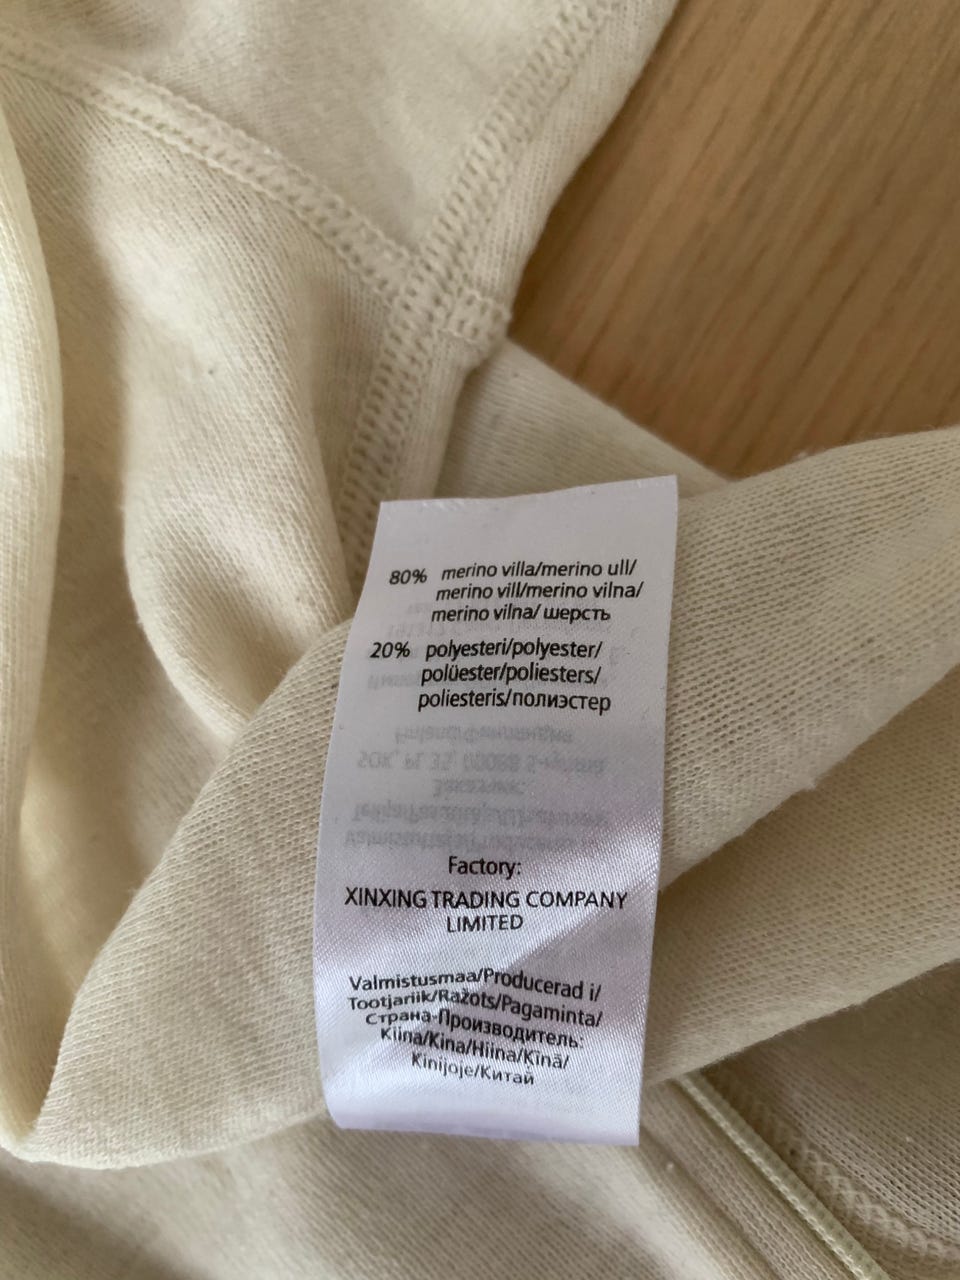 80% merino villa/merino ull/
merino vill/merino vilna/
merino vilna/ шерсть
20% polyesteri/polyester/
polüester/poliesters/
poliesteris/полиэстер
Factory:
XINXING TRADING COMPANY
LIMITED
Valmistusmaa/Producerad i/
Tootjariik/Ražots/Pagaminta/
Страна-Производитель:
Kiina/Kina/Hiina/Ķīnā/
Kinijoje/Китай